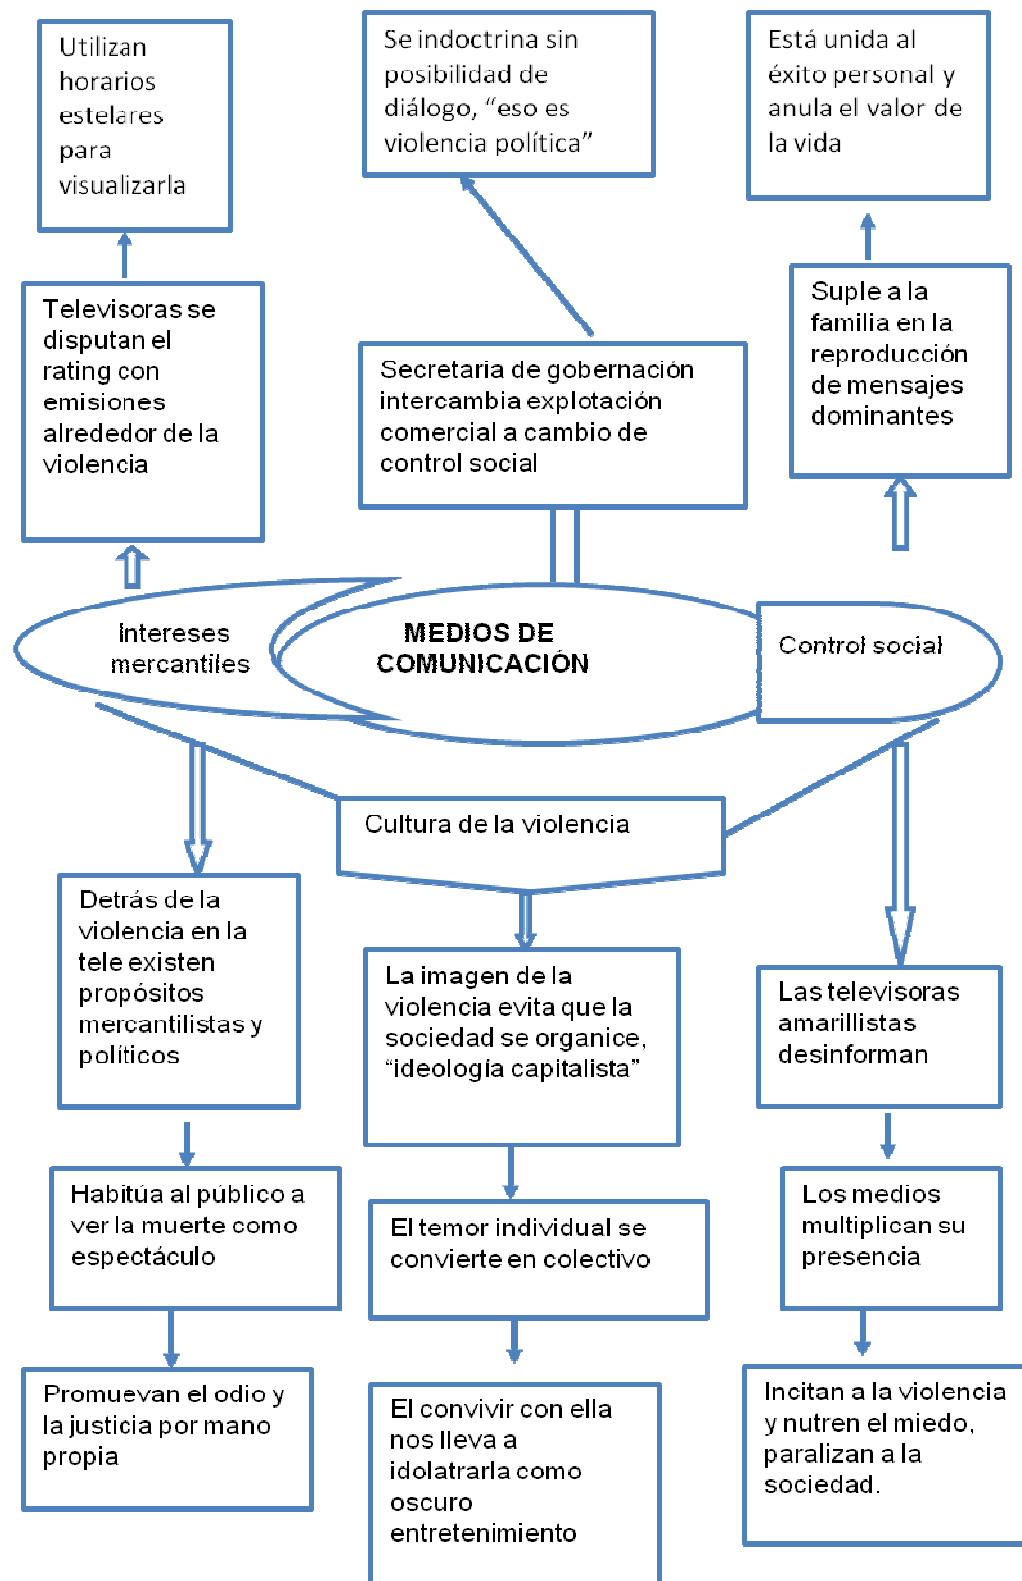 Utilizan
horarios
estelares
para
visualizarla
Se indoctrina sin
posibilidad de
diálogo, “eso es
violencia política”
Está unida al
éxito personal y
anula el valor de
la vida
Televisoras se
disputan el
rating con
emisiones
alrededor de la
violencia
Secretaria de gobernación
intercambia explotación
comercial a cambio de
control social
Suple a la
familia en la
reproducción
de mensajes
dominantes
Intereses
mercantiles
MEDIOS DE
COMUNICACIÓN
Control social
Cultura de la violencia
Detrás de la
violencia en la
tele existen
propósitos
mercantilistas y
políticos
La imagen de la
violencia evita que la
sociedad se organice,
“ideología capitalista”
Las televisoras
amarillistas
desinforman
Habitúa al público a
ver la muerte como
espectáculo
El temor individual se
convierte en colectivo
Los medios
multiplican su
presencia
Promuevan el odio y
la justicia por mano
propia
El convivir con ella
nos lleva a
idolatrarla como
oscuro
entretenimiento
Incitan a la violencia
y nutren el miedo,
paralizan a la
sociedad.